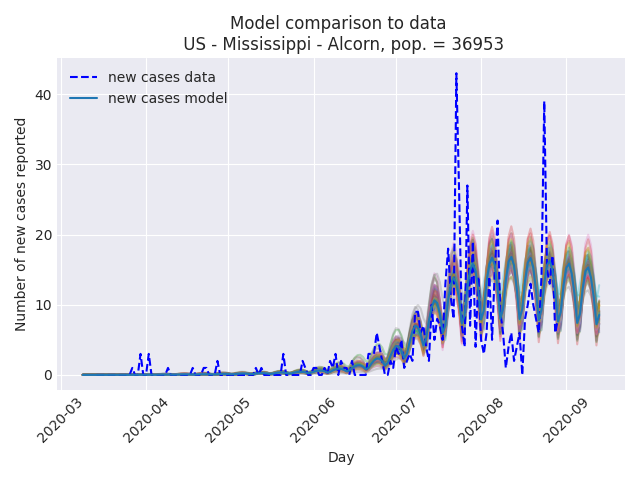 Model comparison to data
US - Mississippi - Alcorn, pop. = 36953
new cases data
new cases model
Number of new cases reported
40
30
20
10
0
2020-03
2020-04
2020-05
2020-06
2020-07
2020-08
2020-09
Day